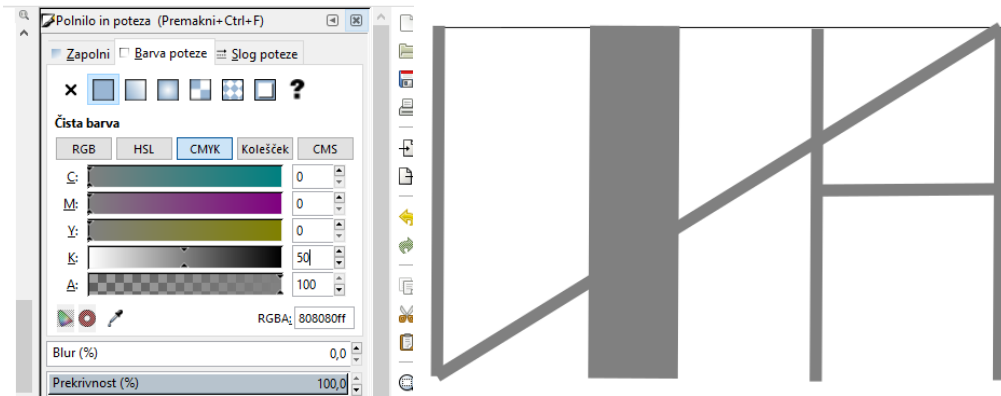 Polnilo in poteza (Premakni+Ctrl+F)
Zapolni Barva poteze Slog poteze
?
Čista barva
RGB HSL CMYK Kolešček CMS
C: 0
M: 0
Y: 0
K: 50
A: 100
RGBA: 808080ff
Blur (%) 0,0
Prekrivnost (%) 100,0